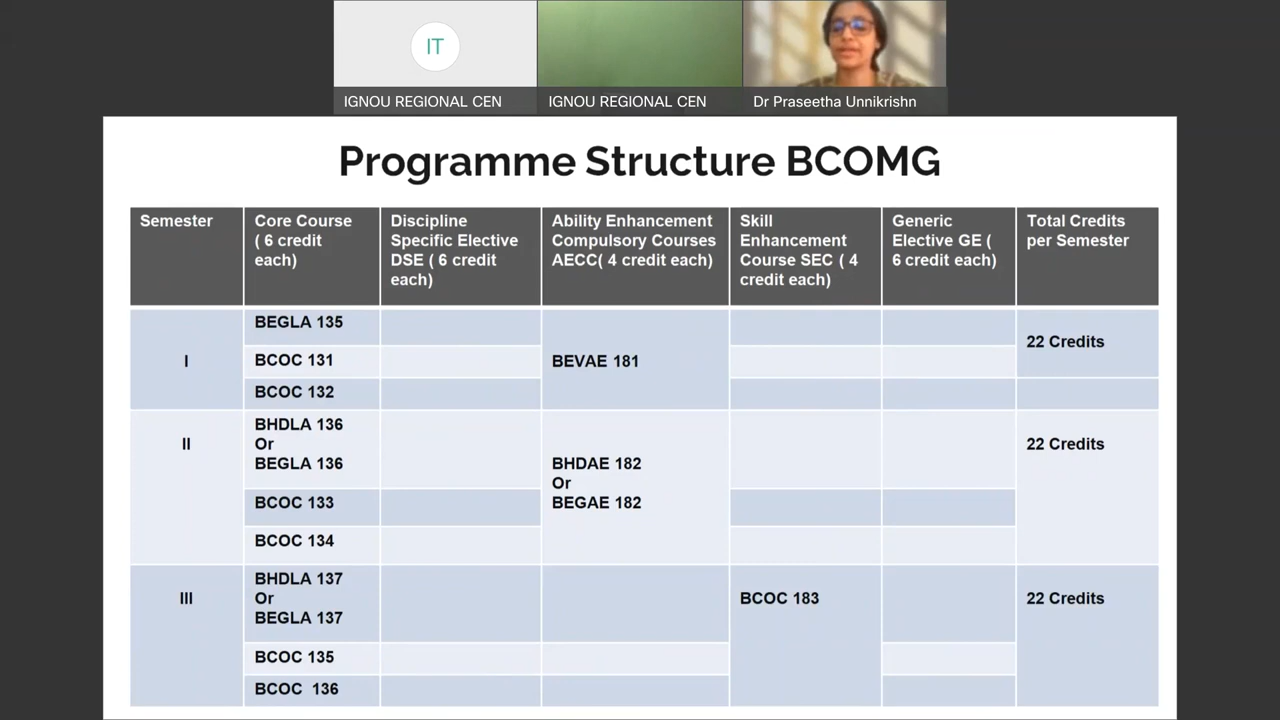 IT
IGNOU REGIONAL CEN
IGNOU REGIONAL CEN
Dr Praseetha Unnikrishn
Programme Structure BCOMG
Semester
Core Course
( 6 credit
each)
Discipline
Specific Elective
DSE ( 6 credit
each)
Ability Enhancement
Compulsory Courses
AECC( 4 credit each)
Skill
Enhancement
Course SEC ( 4
credit each)
Generic
Elective GE (
6 credit each)
Total Credits
per Semester
I
BEGLA 135
BCOC 131
BCOC 132
BEVAE 181
22 Credits
II
BHDLA 136
Or
BEGLA 136
BCOC 133
BCOC 134
BHDAE 182
Or
BEGAE 182
22 Credits
III
BHDLA 137
Or
BEGLA 137
BCOC 135
BCOC 136
BCOC 183
22 Credits